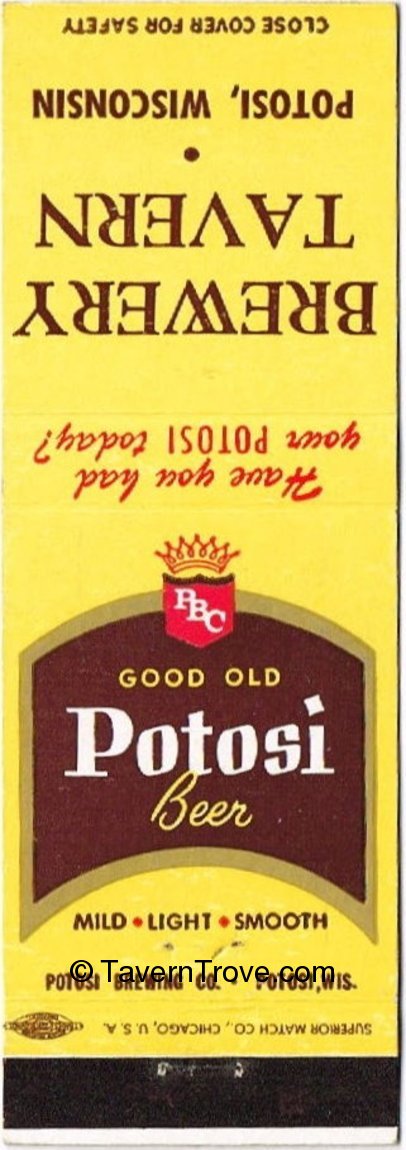 CLOSE COVER FOR SAFETY
POTOSI, WISCONSIN
•
TAVERN
BREWERY
your POTOSI today?
Have you had
PBC
GOOD OLD
Potosi
Beer
MILD • LIGHT • SMOOTH
© TavernTrove.com
POTOSI BREWING CO. • POTOSI, WIS.
SUPERIOR MATCH CO., CHICAGO, U. S. A.